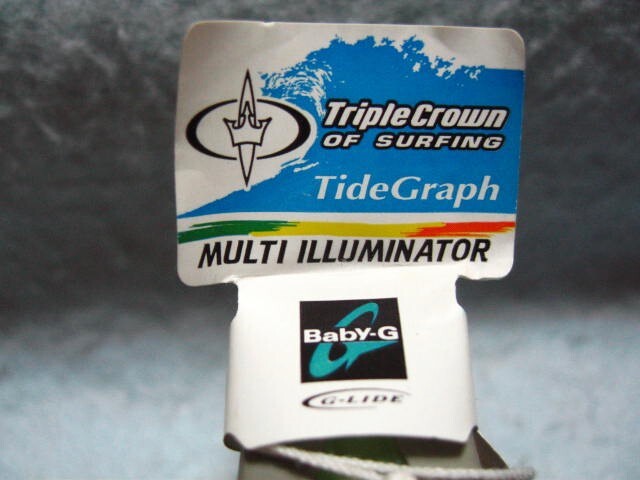 TripleCrown
OF SURFING
TideGraph
MULTI ILLUMINATOR
BaBy-G
G-LIDE